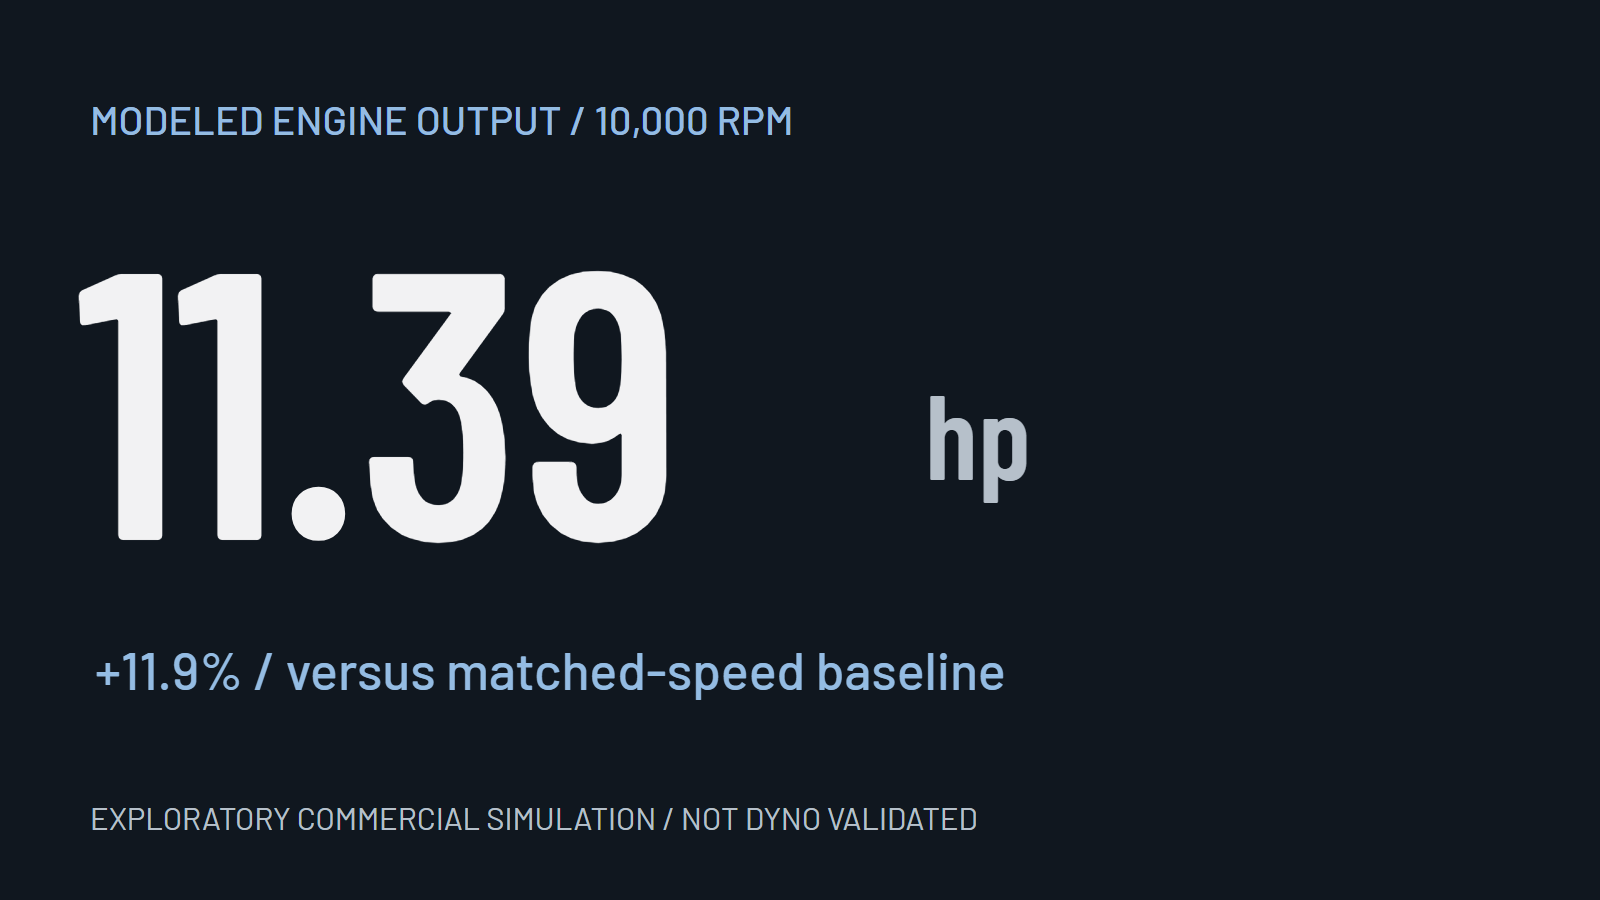 MODELED ENGINE OUTPUT / 10,000 RPM
11.39 hp
+11.9% / versus matched-speed baseline
EXPLORATORY COMMERCIAL SIMULATION / NOT DYNO VALIDATED